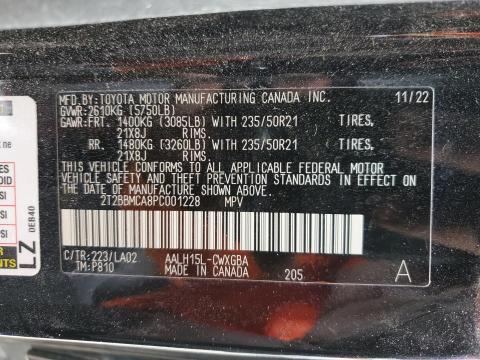 MFD.BY:TOYOTA MOTOR MANUFACTURING CANADA INC. 11/22
GVWR:2610KG (5750LB)
GAWR:FRT. 1400KG (3085LB) WITH 235/50R21 TIRES,
21X8J RIMS.
RR. 1480KG (3260LB) WITH 235/50R21 TIRES,
21X8J RIMS.
THIS VEHICLE CONFORMS TO ALL APPLICABLE FEDERAL MOTOR
VEHICLE SAFETY AND THEFT PREVENTION STANDARDS IN EFFECT ON
THE DATE OF MANUFACTURE SHOWN ABOVE.
2T2BBMCA8PC001228 MPV
C/TR:223/LA02 AALH15L-CWXGBA
TM:P810 MADE IN CANADA 205 A
LZ
0EB40